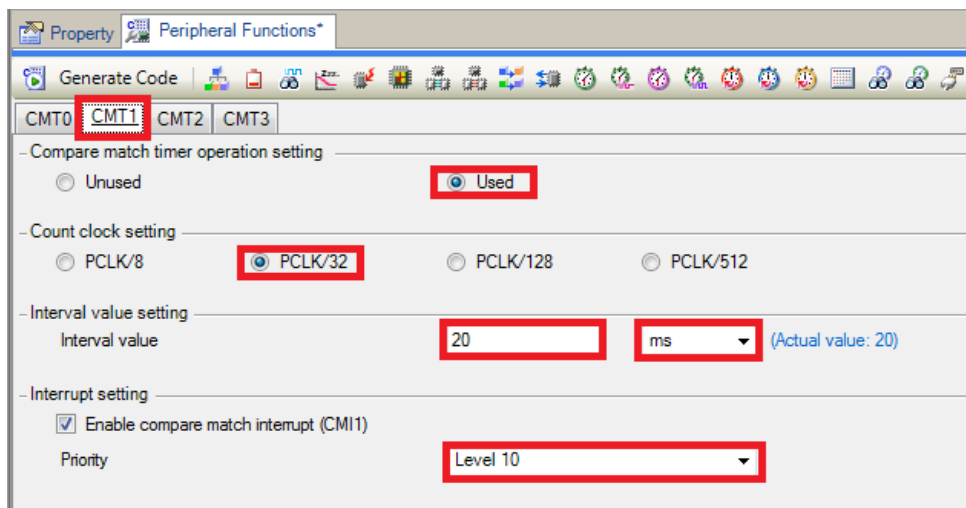 Property Peripheral Functions*
Generate Code
CMT0 CMT1 CMT2 CMT3
Compare match timer operation setting
Unused Used
Count clock setting
PCLK/8 PCLK/32 PCLK/128 PCLK/512
Interval value setting
Interval value 20 ms (Actual value: 20)
Interrupt setting
Enable compare match interrupt (CMI1)
Priority Level 10